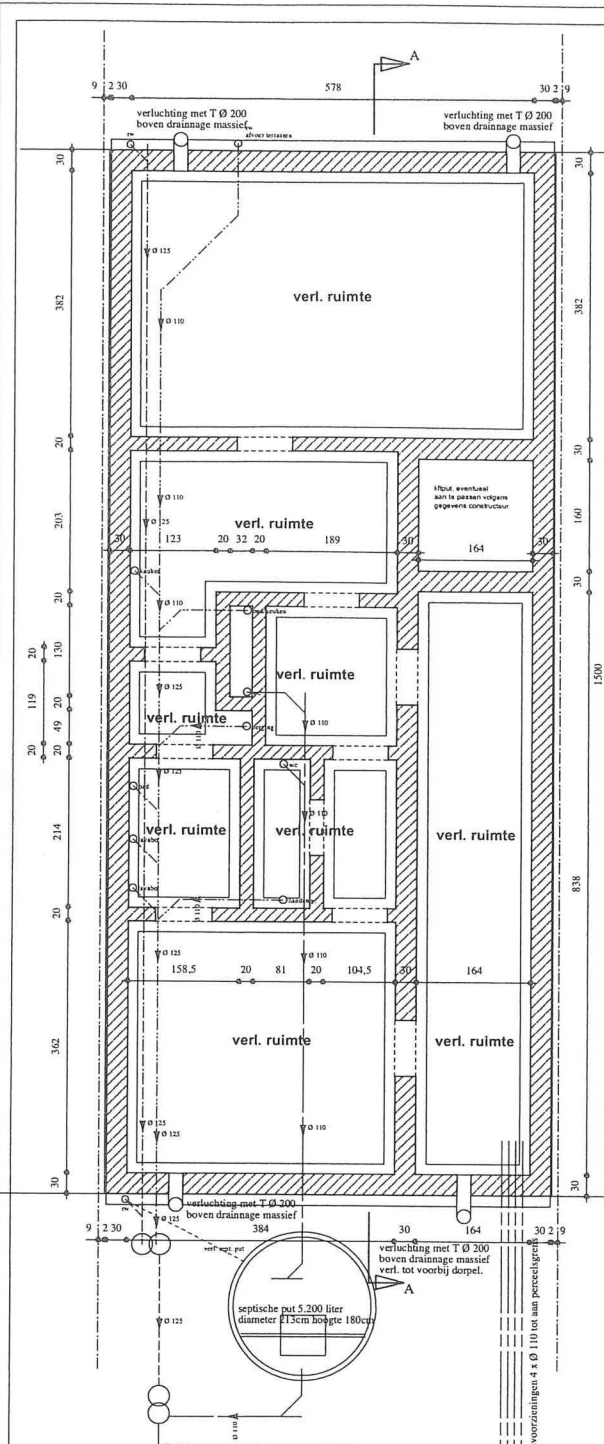 A
9 2 30 578 30 2 9
verluchting met T Ø 200
boven drainnage massief
verluchting met T Ø 200
boven drainnage massief
afvoer terrassen
30
30
Ø 125
382
verl. ruimte
382
Ø 110
20
30
liftput, eventueel
aan te passen volgens
gegevens constructeur
Ø 110
203
verl. ruimte
160
30 123 20 32 20 189 30 164 30
keuken
30
20
Ø 110
20
130
119
20
49
20
20
verl. ruimte
1500
Ø 125
verl. ruimte
Ø 110
Ø 110
wc
Ø 125
bad
Ø 110
214
verl. ruimte
verl. ruimte
verl. ruimte
lavabo
838
lavabo
20
Ø 110
Ø 125
Ø 110
158,5 20 81 20 104,5 30 164
362
verl. ruimte
verl. ruimte
Ø 125
Ø 125
Ø 110
30
30
verluchting met T Ø 200
boven drainnage massief
Ø 125
9 2 30 384 30 164 30 2 9
verl. sept. put
verluchting met T Ø 200
boven drainnage massief
verl. tot voorbij dorpel.
A
septische put 5.200 liter
diameter 213cm hoogte 180cm
Ø 125
voorzieningen 4 x Ø 110 tot aan perceelsgrens
Ø 110